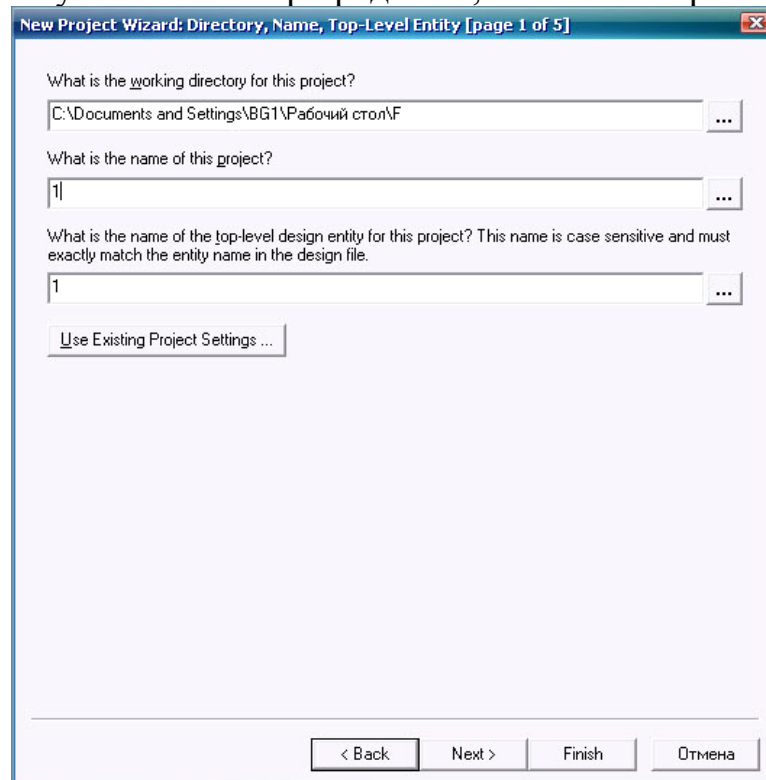 New Project Wizard: Directory, Name, Top-Level Entity [page 1 of 5]
What is the working directory for this project?
C:\Documents and Settings\BG1\Рабочий стол\F
...
What is the name of this project?
1
...
What is the name of the top-level design entity for this project? This name is case sensitive and must
exactly match the entity name in the design file.
1
...
Use Existing Project Settings ...
< Back Next > Finish Отмена